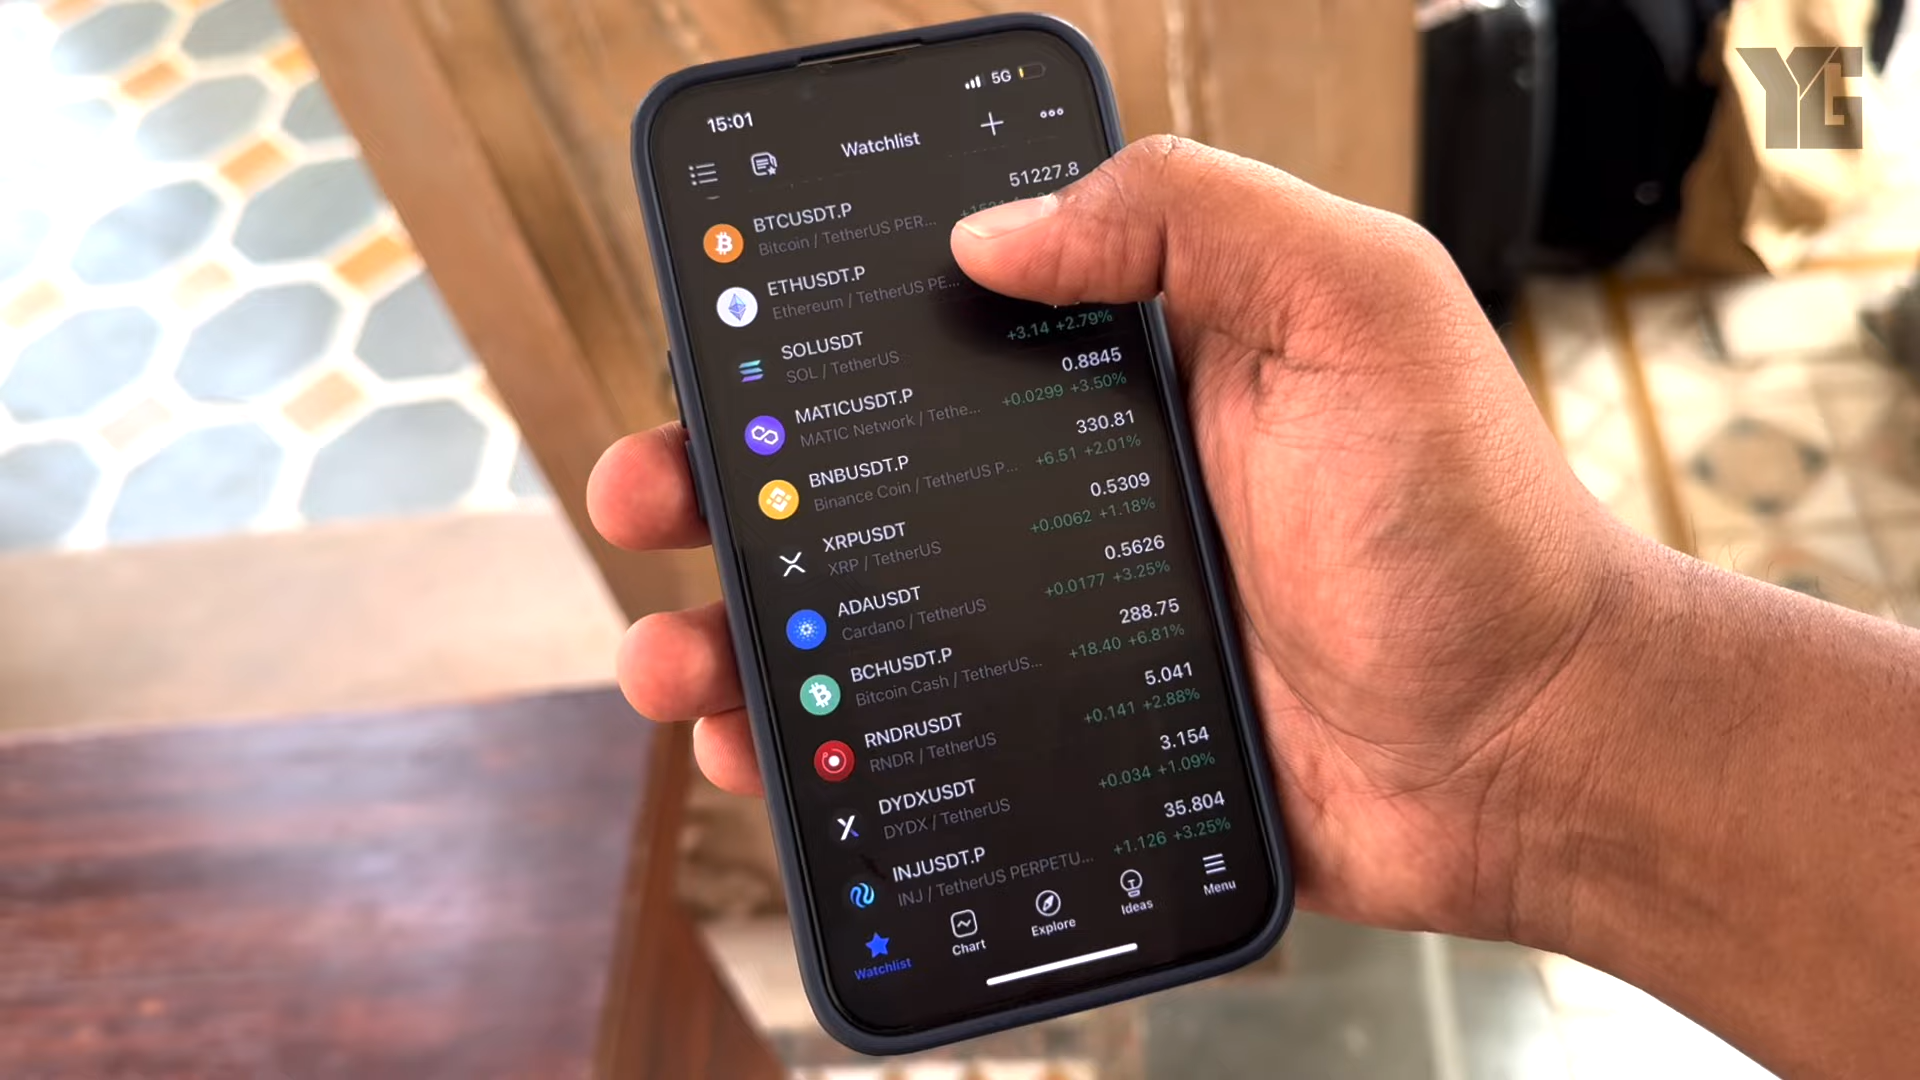 YG
15:01
5G
Watchlist
51227.8
BTCUSDT.P
Bitcoin / TetherUS PER...
ETHUSDT.P
Ethereum / TetherUS PE...
+3.14 +2.79%
SOLUSDT
SOL / TetherUS
0.8845
MATICUSDT.P
+0.0299 +3.50%
MATIC Network / Tethe...
330.81
BNBUSDT.P
+6.51 +2.01%
Binance Coin / TetherUS P...
0.5309
XRPUSDT
+0.0062 +1.18%
XRP / TetherUS
0.5626
ADAUSDT
+0.0177 +3.25%
Cardano / TetherUS
288.75
BCHUSDT.P
+18.40 +6.81%
Bitcoin Cash / TetherUS...
5.041
RNDRUSDT
+0.141 +2.88%
RNDR / TetherUS
3.154
DYDXUSDT
+0.034 +1.09%
DYDX / TetherUS
35.804
INJUSDT.P
+1.126 +3.25%
INJ / TetherUS PERPETU...
Watchlist
Chart
Explore
Ideas
Menu